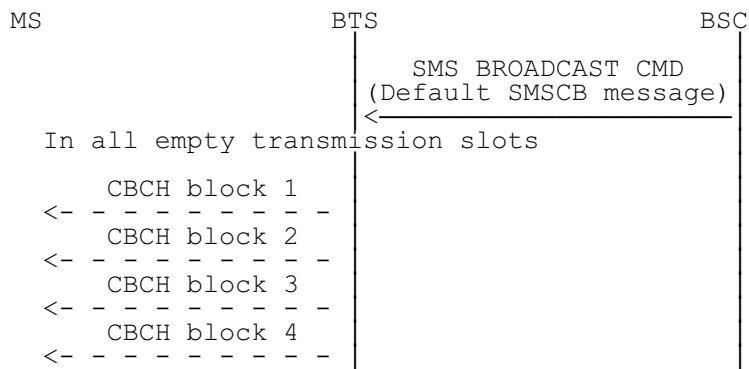 MS BTS BSC
SMS BROADCAST CMD
(Default SMSCB message)
In all empty transmission slots
CBCH block 1
CBCH block 2
CBCH block 3
CBCH block 4